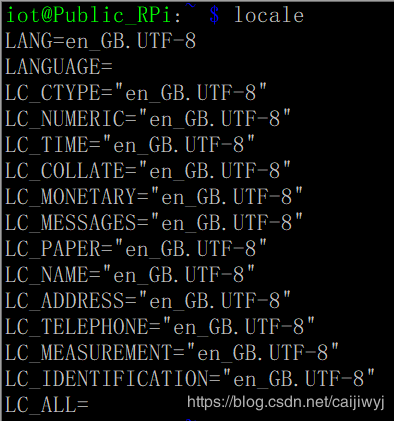 iot@Public_RPi:~ $ locale
LANG=en_GB.UTF-8
LANGUAGE=
LC_CTYPE="en_GB.UTF-8"
LC_NUMERIC="en_GB.UTF-8"
LC_TIME="en_GB.UTF-8"
LC_COLLATE="en_GB.UTF-8"
LC_MONETARY="en_GB.UTF-8"
LC_MESSAGES="en_GB.UTF-8"
LC_PAPER="en_GB.UTF-8"
LC_NAME="en_GB.UTF-8"
LC_ADDRESS="en_GB.UTF-8"
LC_TELEPHONE="en_GB.UTF-8"
LC_MEASUREMENT="en_GB.UTF-8"
LC_IDENTIFICATION="en_GB.UTF-8"
LC_ALL=
https://blog.csdn.net/caijiwyj